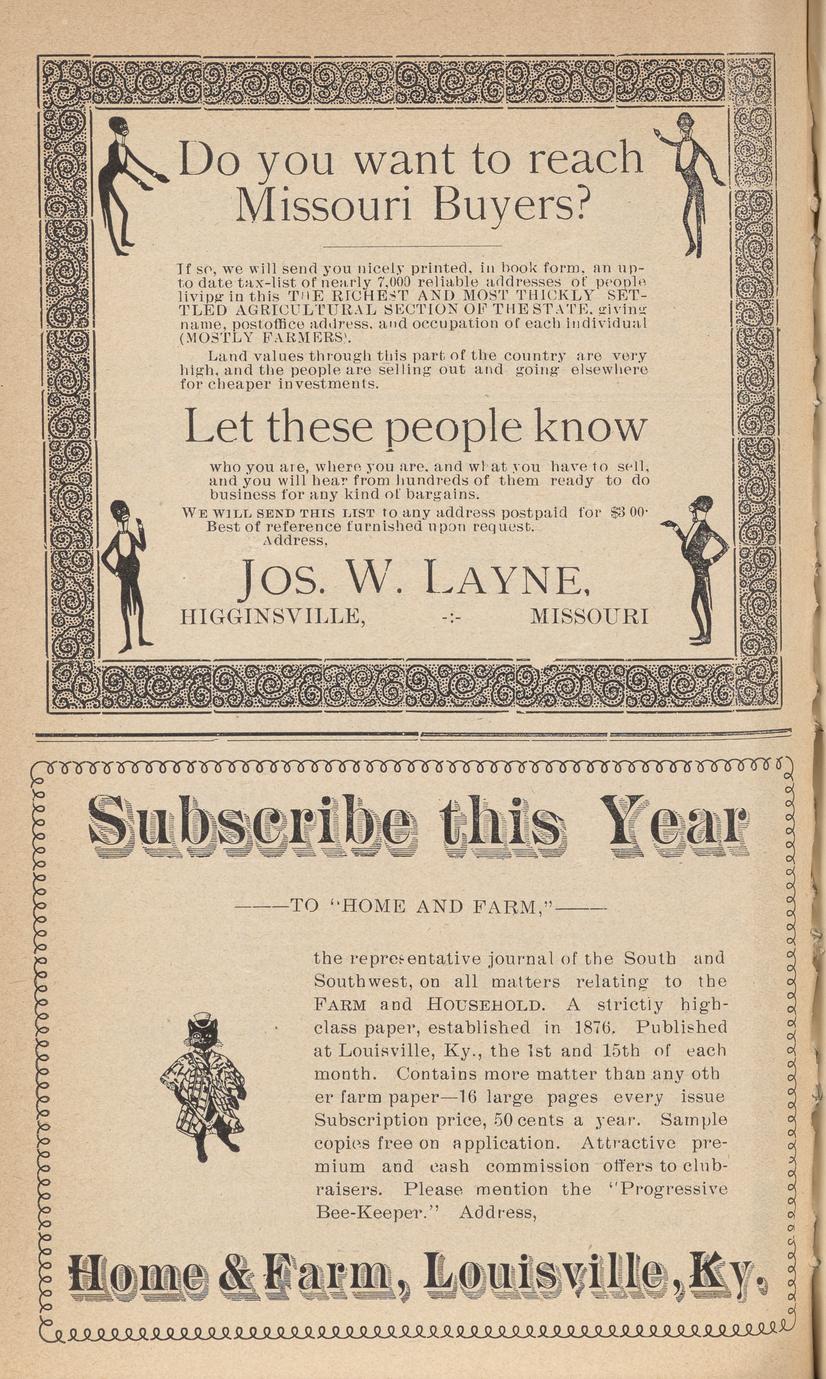 Do you want to reach
Missouri Buyers?
If so, we will send you nicely printed, in book form, an up-
to date tax-list of nearly 7,000 reliable addresses of people
living in this THE RICHEST AND MOST THICKLY SET-
TLED AGRICULTURAL SECTION OF THE STATE, giving
name, postoffice address, and occupation of each individual
(MOSTLY FARMERS).
Land values through this part of the country are very
high, and the people are selling out and going elsewhere
for cheaper investments.
Let these people know
who you are, where you are, and what you have to sell,
and you will hear from hundreds of them ready to do
business for any kind of bargains.
WE WILL SEND THIS LIST to any address postpaid for $3 00.
Best of reference furnished upon request.
Address,
JOS. W. LAYNE,
HIGGINSVILLE, -:- MISSOURI
Subscribe this Year
TO "HOME AND FARM,"
the representative journal of the South and
Southwest, on all matters relating to the
FARM and HOUSEHOLD. A strictly high-
class paper, established in 1876. Published
at Louisville, Ky., the 1st and 15th of each
month. Contains more matter than any oth
er farm paper—16 large pages every issue
Subscription price, 50 cents a year. Sample
copies free on application. Attractive pre-
mium and cash commission offers to club-
raisers. Please mention the "Progressive
Bee-Keeper." Address,
Home & Farm, Louisville, Ky.